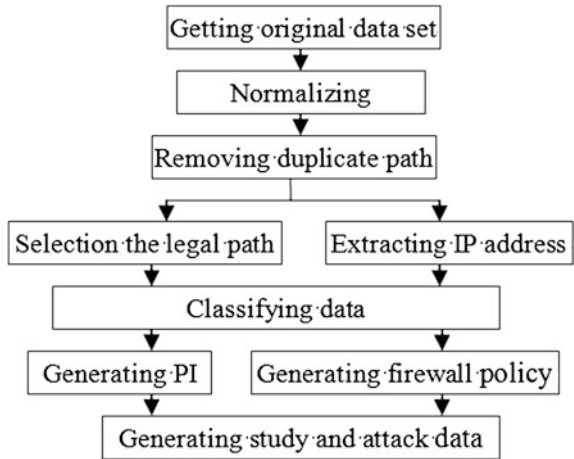 Getting original data set
Normalizing
Removing duplicate path
Selection the legal path
Extracting IP address
Classifying data
Generating PI
Generating firewall policy
Generating study and attack data